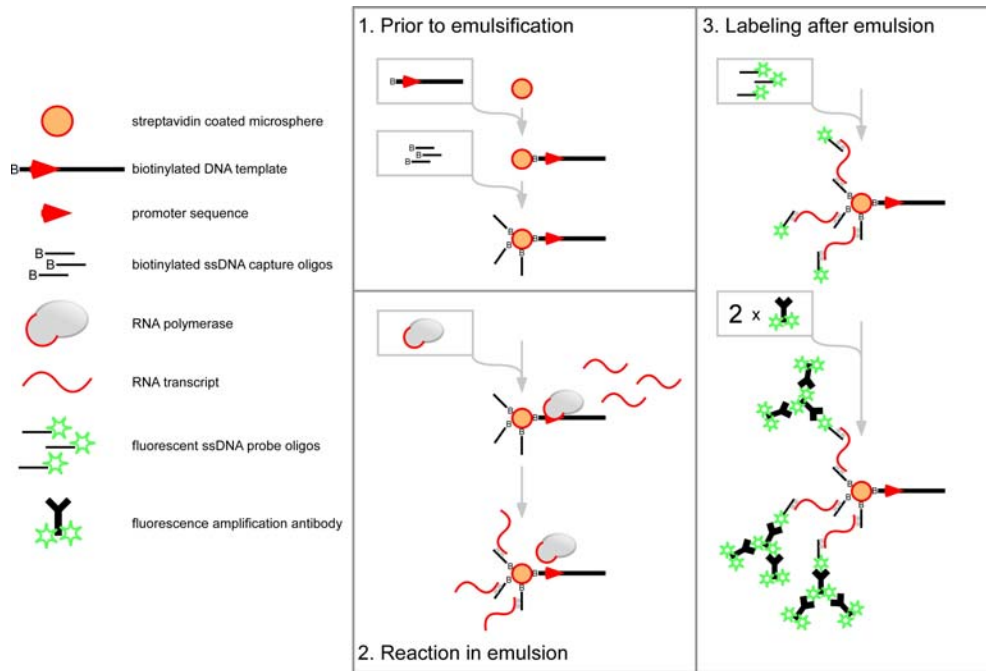 streptavidin coated microsphere
B
biotinylated DNA template
promoter sequence
B
B
B
biotinylated ssDNA capture oligos
RNA polymerase
RNA transcript
fluorescent ssDNA probe oligos
fluorescence amplification antibody
1. Prior to emulsification
B
B
B
B
B
B
B
B
B
B
2. Reaction in emulsion
B
B
B
B
B
B
B
B
3. Labeling after emulsion
B
B
B
B
2 x
B
B
B
B